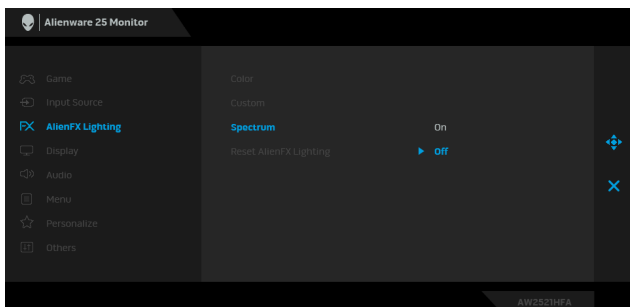 Alienware 25 Monitor
Game
Input Source
AlienFX Lighting
Display
Audio
Menu
Personalize
Others
Color
Custom
Spectrum On
Reset AlienFX Lighting Off
AW2521HFA